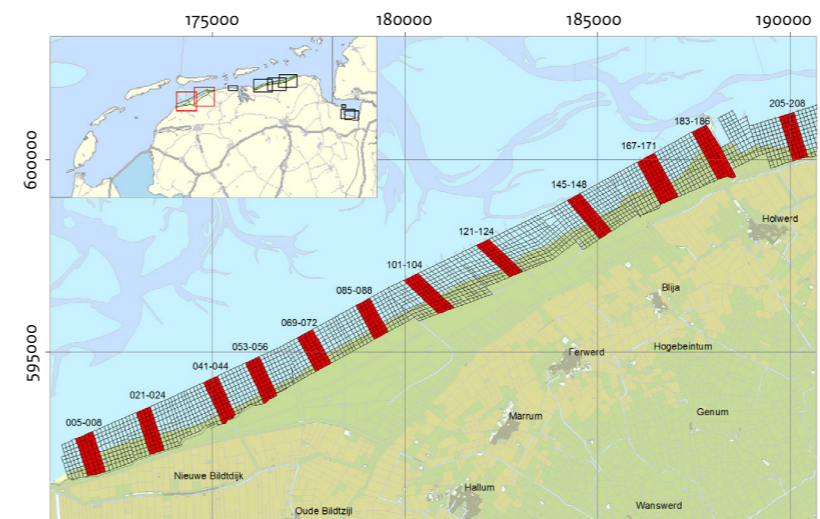 175000 180000 185000 190000
205-208
183-186
600000
167-171
145-148
Holwerd
121-124
101-104
Blija
085-088
069-072
595000
Hogebeintum
053-056
Ferwerd
041-044
021-024
Genum
Marrum
005-008
Nieuwe Bildtdijk
Hallum
Wanswerd
Oude Bildtzijl